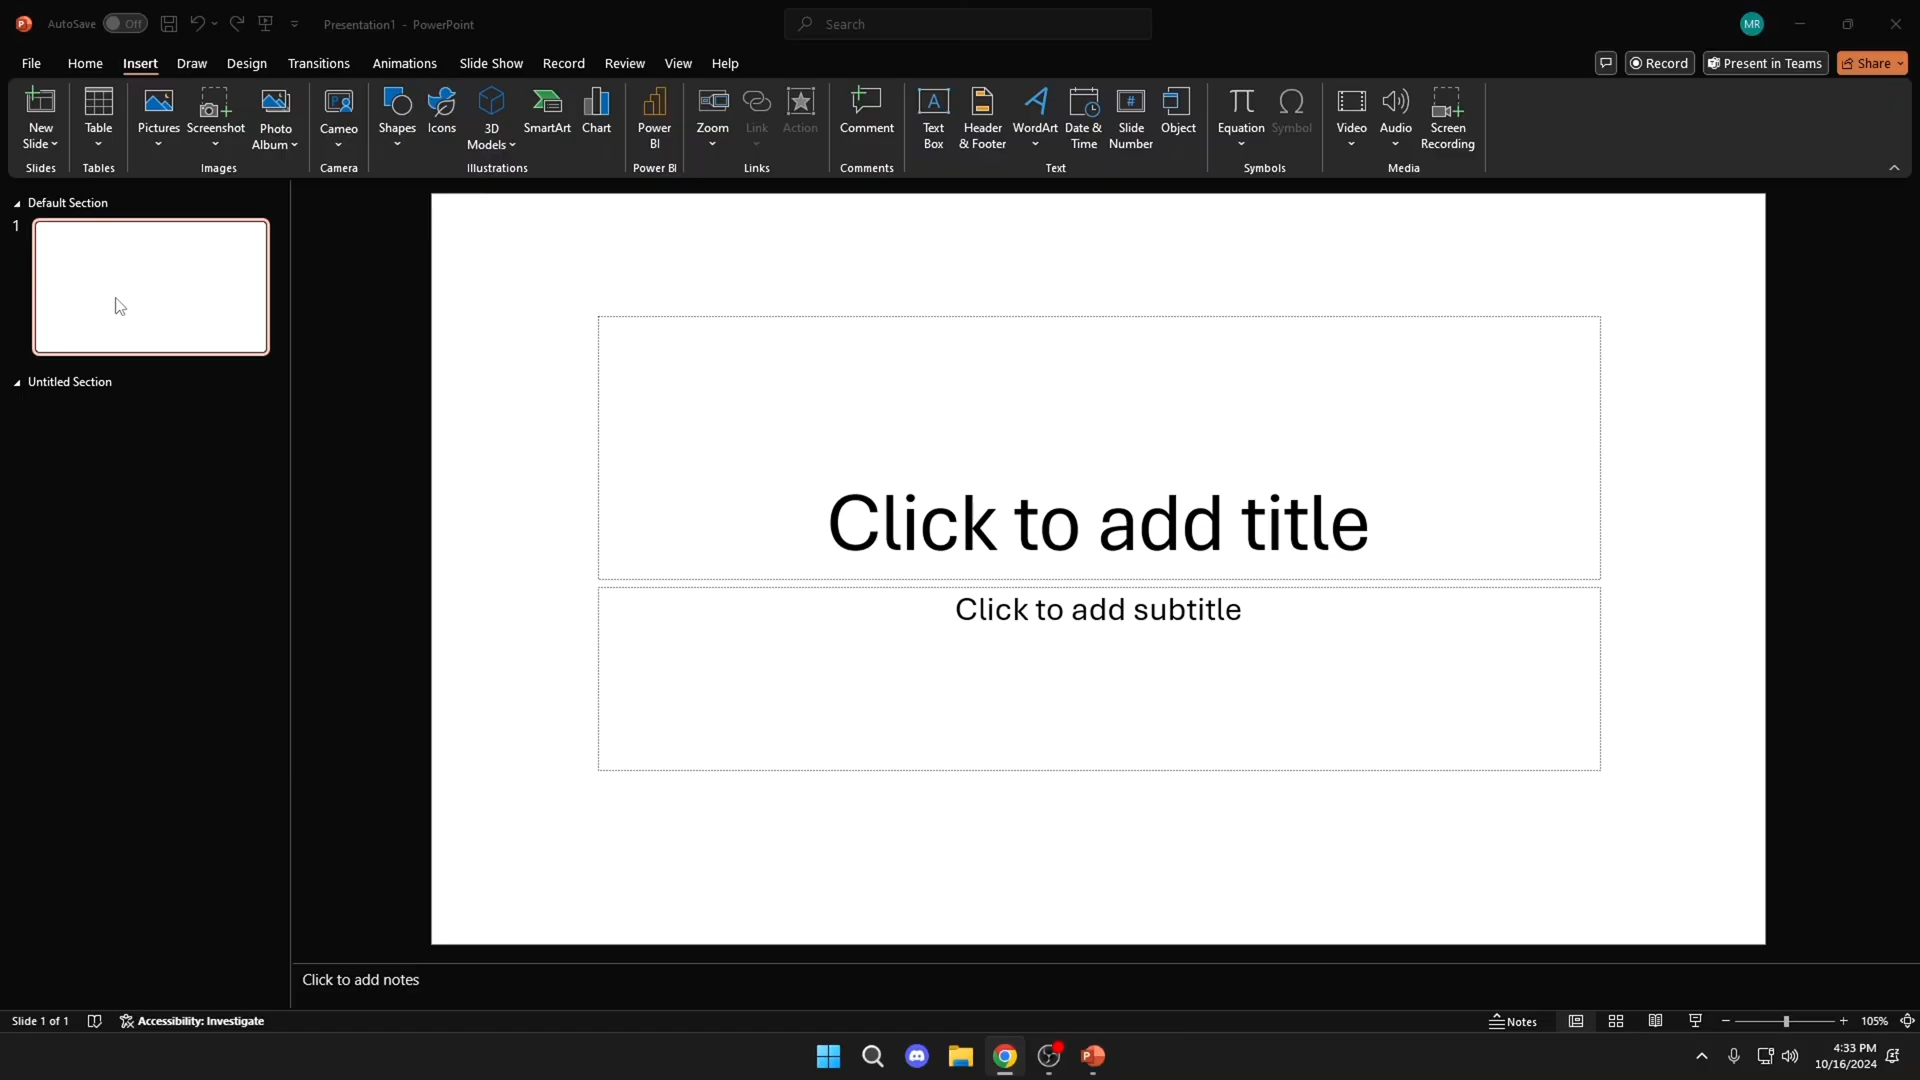 AutoSave Off Presentation1 - PowerPoint Search MR
File Home Insert Draw Design Transitions Animations Slide Show Record Review View Help Record Present in Teams Share
New Slide Table Pictures Screenshot Photo Album Cameo Shapes Icons 3D Models SmartArt Chart Power BI Zoom Link Action Comment Text Box Header & Footer WordArt Date & Time Slide Number Object Equation Symbol Video Audio Screen Recording
Slides Tables Images Camera Illustrations Power BI Links Comments Text Symbols Media
Default Section
1
Untitled Section
Click to add title
Click to add subtitle
Click to add notes
Slide 1 of 1 Accessibility: Investigate Notes 105%
4:33 PM
10/16/2024